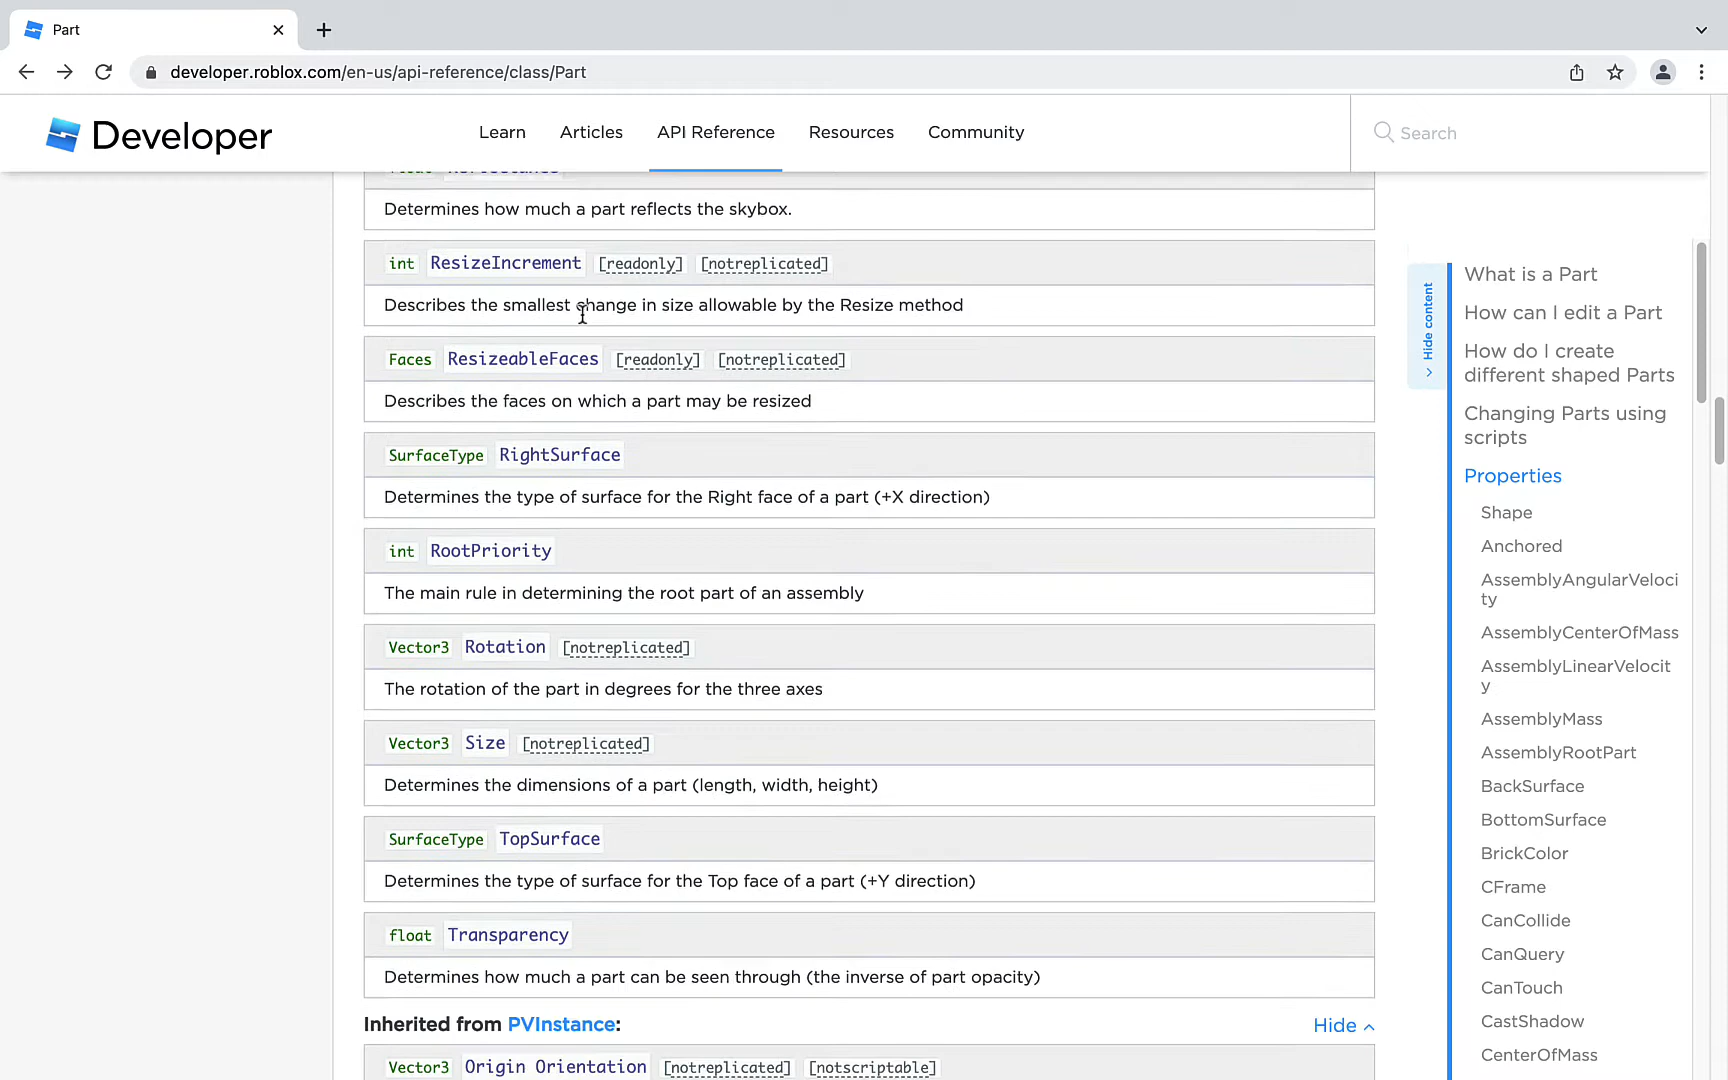 Part
developer.roblox.com/en-us/api-reference/class/Part
Developer
Learn Articles API Reference Resources Community
Search
Determines how much a part reflects the skybox.
int ResizeIncrement [readonly] [notreplicated]
Describes the smallest change in size allowable by the Resize method
Faces ResizeableFaces [readonly] [notreplicated]
Describes the faces on which a part may be resized
SurfaceType RightSurface
Determines the type of surface for the Right face of a part (+X direction)
int RootPriority
The main rule in determining the root part of an assembly
Vector3 Rotation [notreplicated]
The rotation of the part in degrees for the three axes
Vector3 Size [notreplicated]
Determines the dimensions of a part (length, width, height)
SurfaceType TopSurface
Determines the type of surface for the Top face of a part (+Y direction)
float Transparency
Determines how much a part can be seen through (the inverse of part opacity)
Inherited from PVInstance:
Hide
Vector3 Origin Orientation [notreplicated] [notscriptable]
Hide content
What is a Part
How can I edit a Part
How do I create
different shaped Parts
Changing Parts using
scripts
Properties
Shape
Anchored
AssemblyAngularVeloci
ty
AssemblyCenterOfMass
AssemblyLinearVelocit
y
AssemblyMass
AssemblyRootPart
BackSurface
BottomSurface
BrickColor
CFrame
CanCollide
CanQuery
CanTouch
CastShadow
CenterOfMass